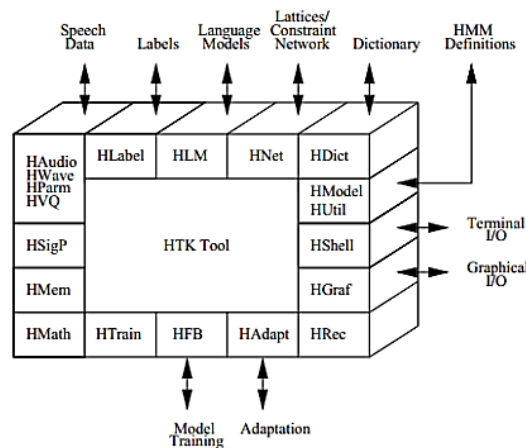 Speech
Data
Labels
Language
Models
Lattices/
Constraint
Network
Dictionary
HMM
Definitions
HAudio
HWave
HParm
HVQ
HLabel
HLM
HNet
HDict
HModel
HUtil
HSigP
HTK Tool
HShell
Terminal
I/O
HMem
HGraf
Graphical
I/O
HMath
HTrain
HFB
HAdapt
HRec
Model
Training
Adaptation